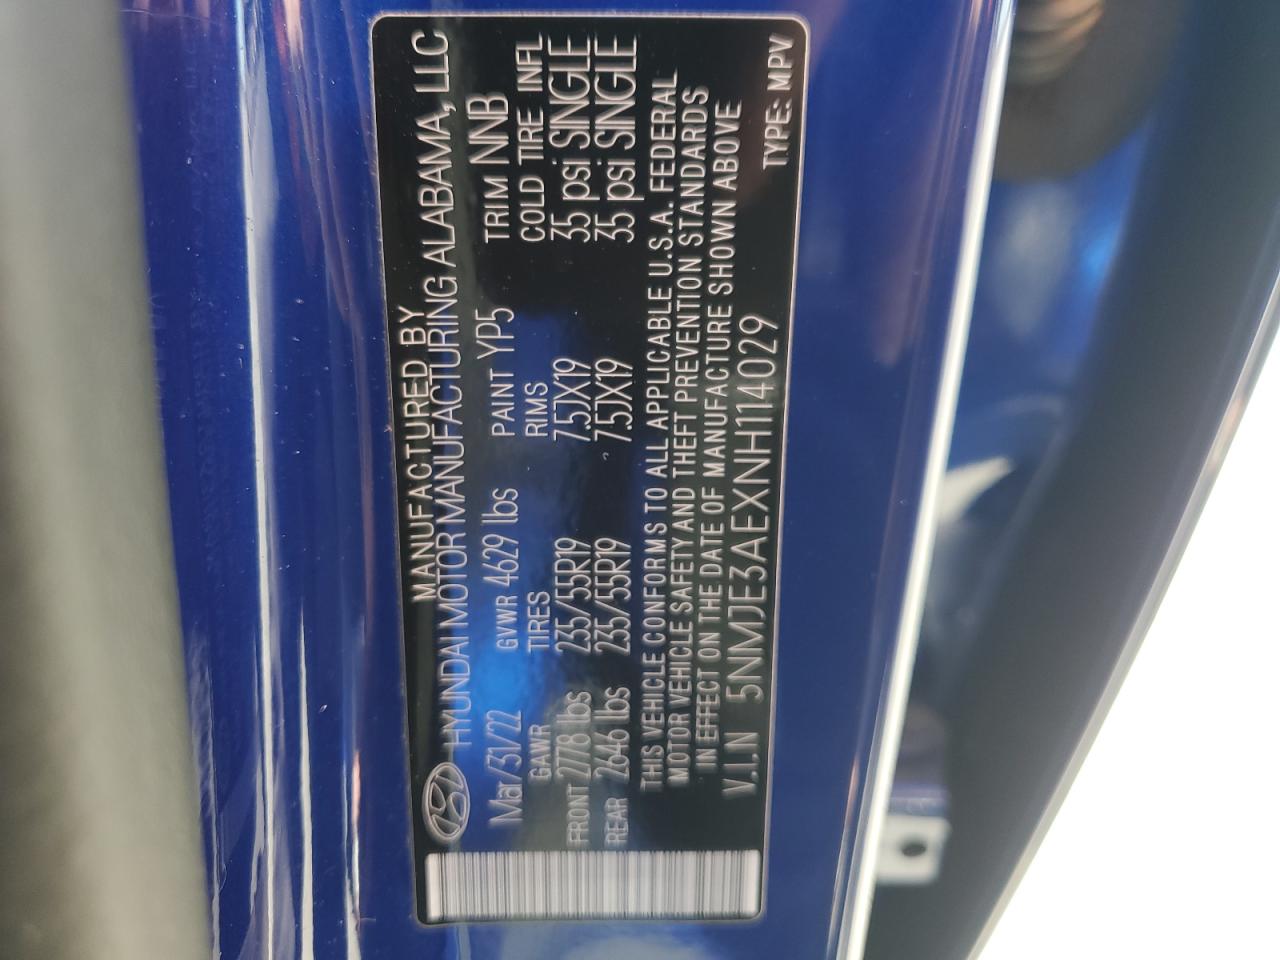 MANUFACTURED BY
HYUNDAI MOTOR MANUFACTURING ALABAMA, LLC
Mar/31/22 GVWR 4629 lbs PAINT YP5 TRIM NNB
GAWR TIRES RIMS COLD TIRE INFL
FRONT 2778 lbs 235/55R19 7.5JX19 35 psi SINGLE
REAR 2646 lbs 235/55R19 7.5JX19 35 psi SINGLE
THIS VEHICLE CONFORMS TO ALL APPLICABLE U.S.A. FEDERAL
MOTOR VEHICLE SAFETY AND THEFT PREVENTION STANDARDS
IN EFFECT ON THE DATE OF MANUFACTURE SHOWN ABOVE
V.I.N 5NMJE3AEXNH114029 TYPE: MPV